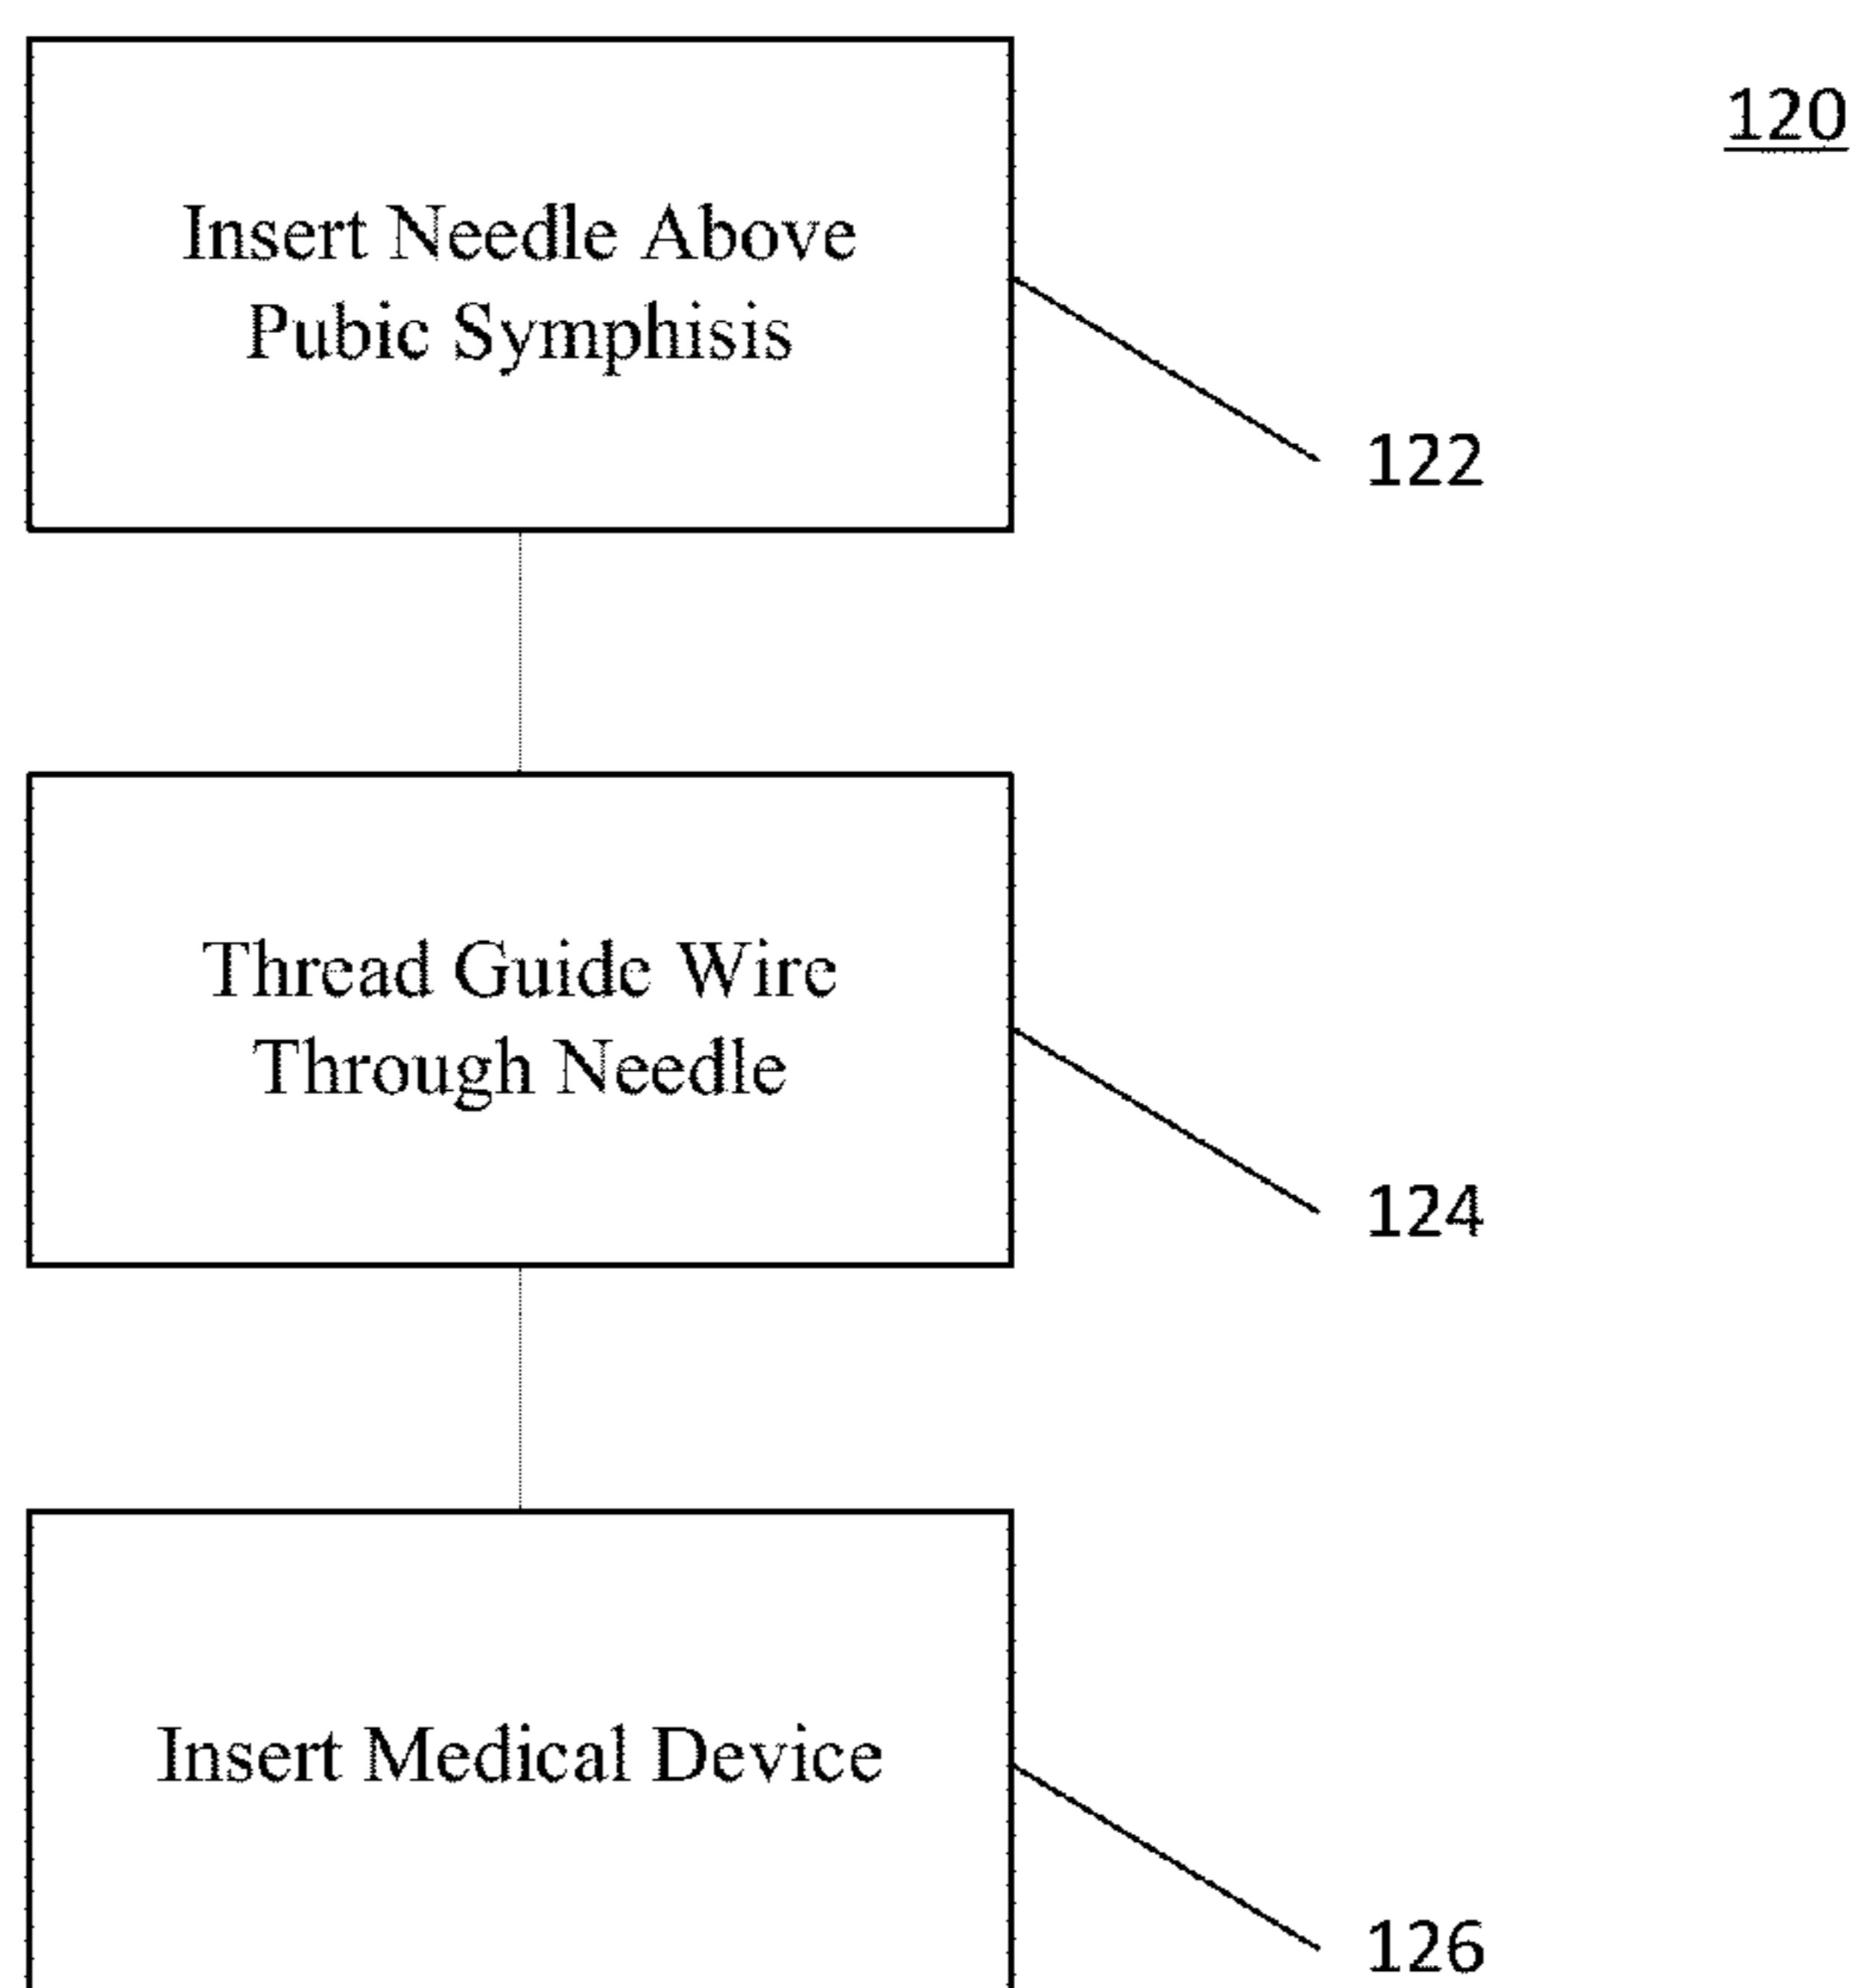 120
Insert Needle Above
Pubic Symphisis
122
Thread Guide Wire
Through Needle
124
Insert Medical Device
126